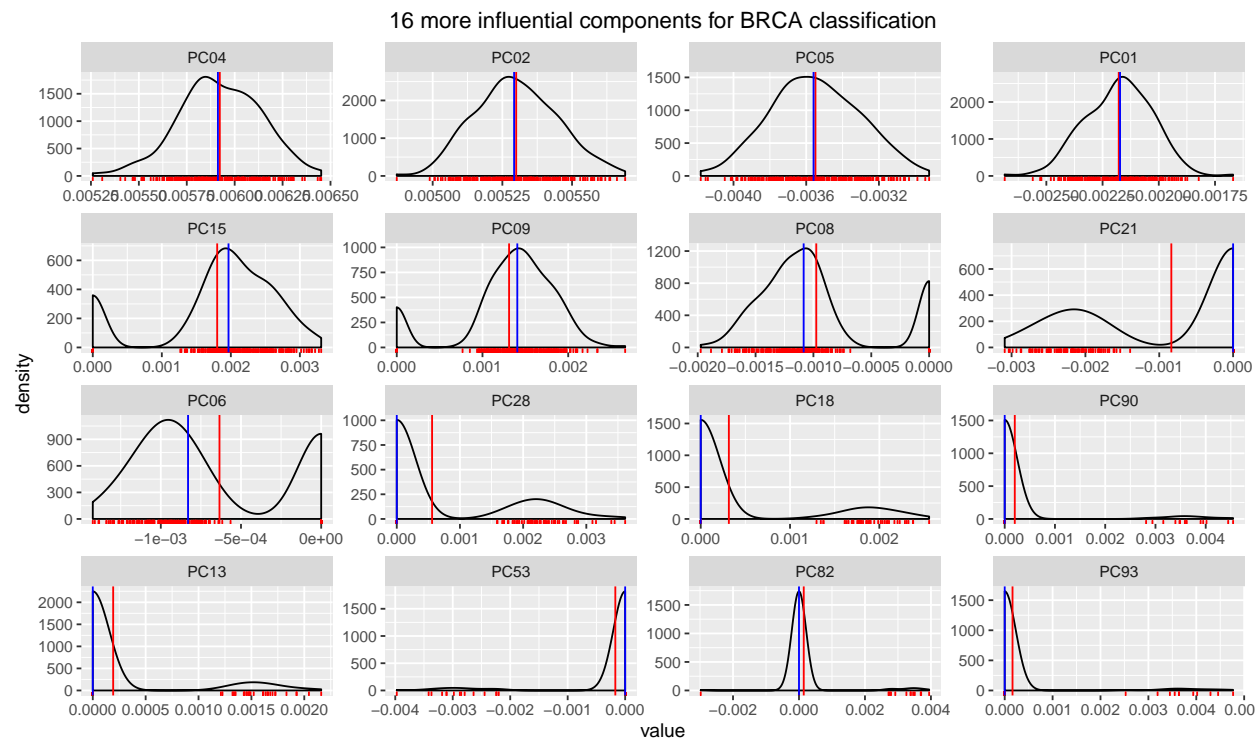 16 more influential components for BRCA classification
PC04 PC02 PC05 PC01
1500
1000
500
0
0.00525 0.00550 0.00575 0.00600 0.00625 0.00650
2000
1000
0
0.00500 0.00525 0.00550
1500
1000
500
0
−0.0040 −0.0036 −0.0032
2000
1000
0
−0.00250 −0.00225 −0.00200 −0.00175
PC15 PC09 PC08 PC21
600
400
200
0
0.000 0.001 0.002 0.003
1000
750
500
250
0
0.000 0.001 0.002
1200
800
400
0
−0.0020 −0.0015 −0.0010 −0.0005 0.0000
600
400
200
0
−0.003 −0.002 −0.001 0.000
density
PC06 PC28 PC18 PC90
900
600
300
0
−1e−03 −5e−04 0e+00
1000
750
500
250
0
0.000 0.001 0.002 0.003
1500
1000
500
0
0.000 0.001 0.002
1500
1000
500
0
0.000 0.001 0.002 0.003 0.004
PC13 PC53 PC82 PC93
2000
1500
1000
500
0
0.0000 0.0005 0.0010 0.0015 0.0020
1500
1000
500
0
−0.004 −0.003 −0.002 −0.001 0.000
1500
1000
500
0
−0.002 0.000 0.002 0.004
1500
1000
500
0
0.000 0.001 0.002 0.003 0.004 0.00
value